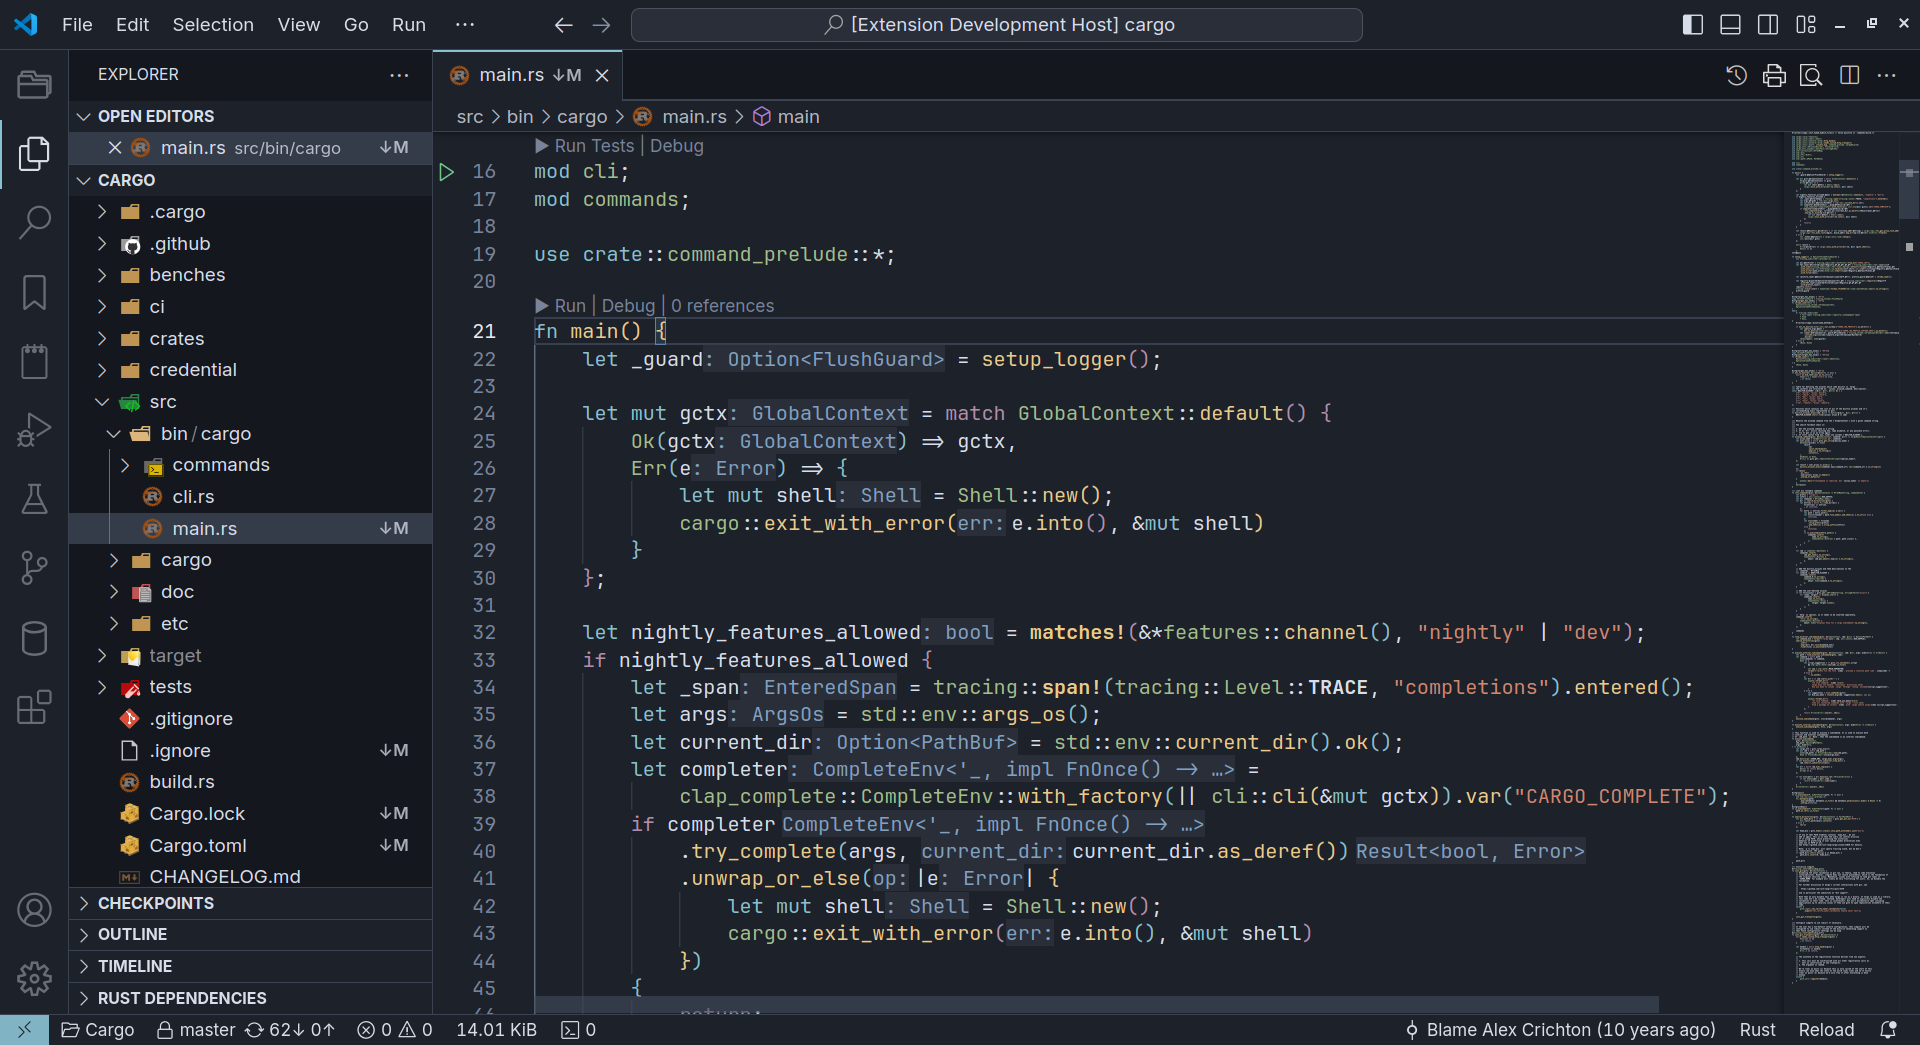 File Edit Selection View Go Run ··· [Extension Development Host] cargo
EXPLORER
OPEN EDITORS
main.rs src/bin/cargo ↓M
CARGO
.cargo
.github
benches
ci
crates
credential
src
bin / cargo
commands
cli.rs
main.rs ↓M
cargo
doc
etc
target
tests
.gitignore
.ignore ↓M
build.rs
Cargo.lock ↓M
Cargo.toml ↓M
CHANGELOG.md
CHECKPOINTS
OUTLINE
TIMELINE
RUST DEPENDENCIES
main.rs ↓M
src > bin > cargo > main.rs > main
▶ Run Tests | Debug
16 mod cli;
17 mod commands;
18
19 use crate::command_prelude::*;
20
▶ Run | Debug | 0 references
21 fn main() {
22 let _guard: Option<FlushGuard> = setup_logger();
23
24 let mut gctx: GlobalContext = match GlobalContext::default() {
25 Ok(gctx: GlobalContext) => gctx,
26 Err(e: Error) => {
27 let mut shell: Shell = Shell::new();
28 cargo::exit_with_error(err: e.into(), &mut shell)
29 }
30 };
31
32 let nightly_features_allowed: bool = matches!(&*features::channel(), "nightly" | "dev");
33 if nightly_features_allowed {
34 let _span: EnteredSpan = tracing::span!(tracing::Level::TRACE, "completions").entered();
35 let args: ArgsOs = std::env::args_os();
36 let current_dir: Option<PathBuf> = std::env::current_dir().ok();
37 let completer: CompleteEnv<'_, impl FnOnce() -> …> =
38 clap_complete::CompleteEnv::with_factory(|| cli::cli(&mut gctx)).var("CARGO_COMPLETE");
39 if completer CompleteEnv<'_, impl FnOnce() -> …>
40 .try_complete(args, current_dir: current_dir.as_deref()) Result<bool, Error>
41 .unwrap_or_else(op: |e: Error| {
42 let mut shell: Shell = Shell::new();
43 cargo::exit_with_error(err: e.into(), &mut shell)
44 })
45 {
Cargo master 62↓ 0↑ 0 0 14.01 KiB 0 Blame Alex Crichton (10 years ago) Rust Reload